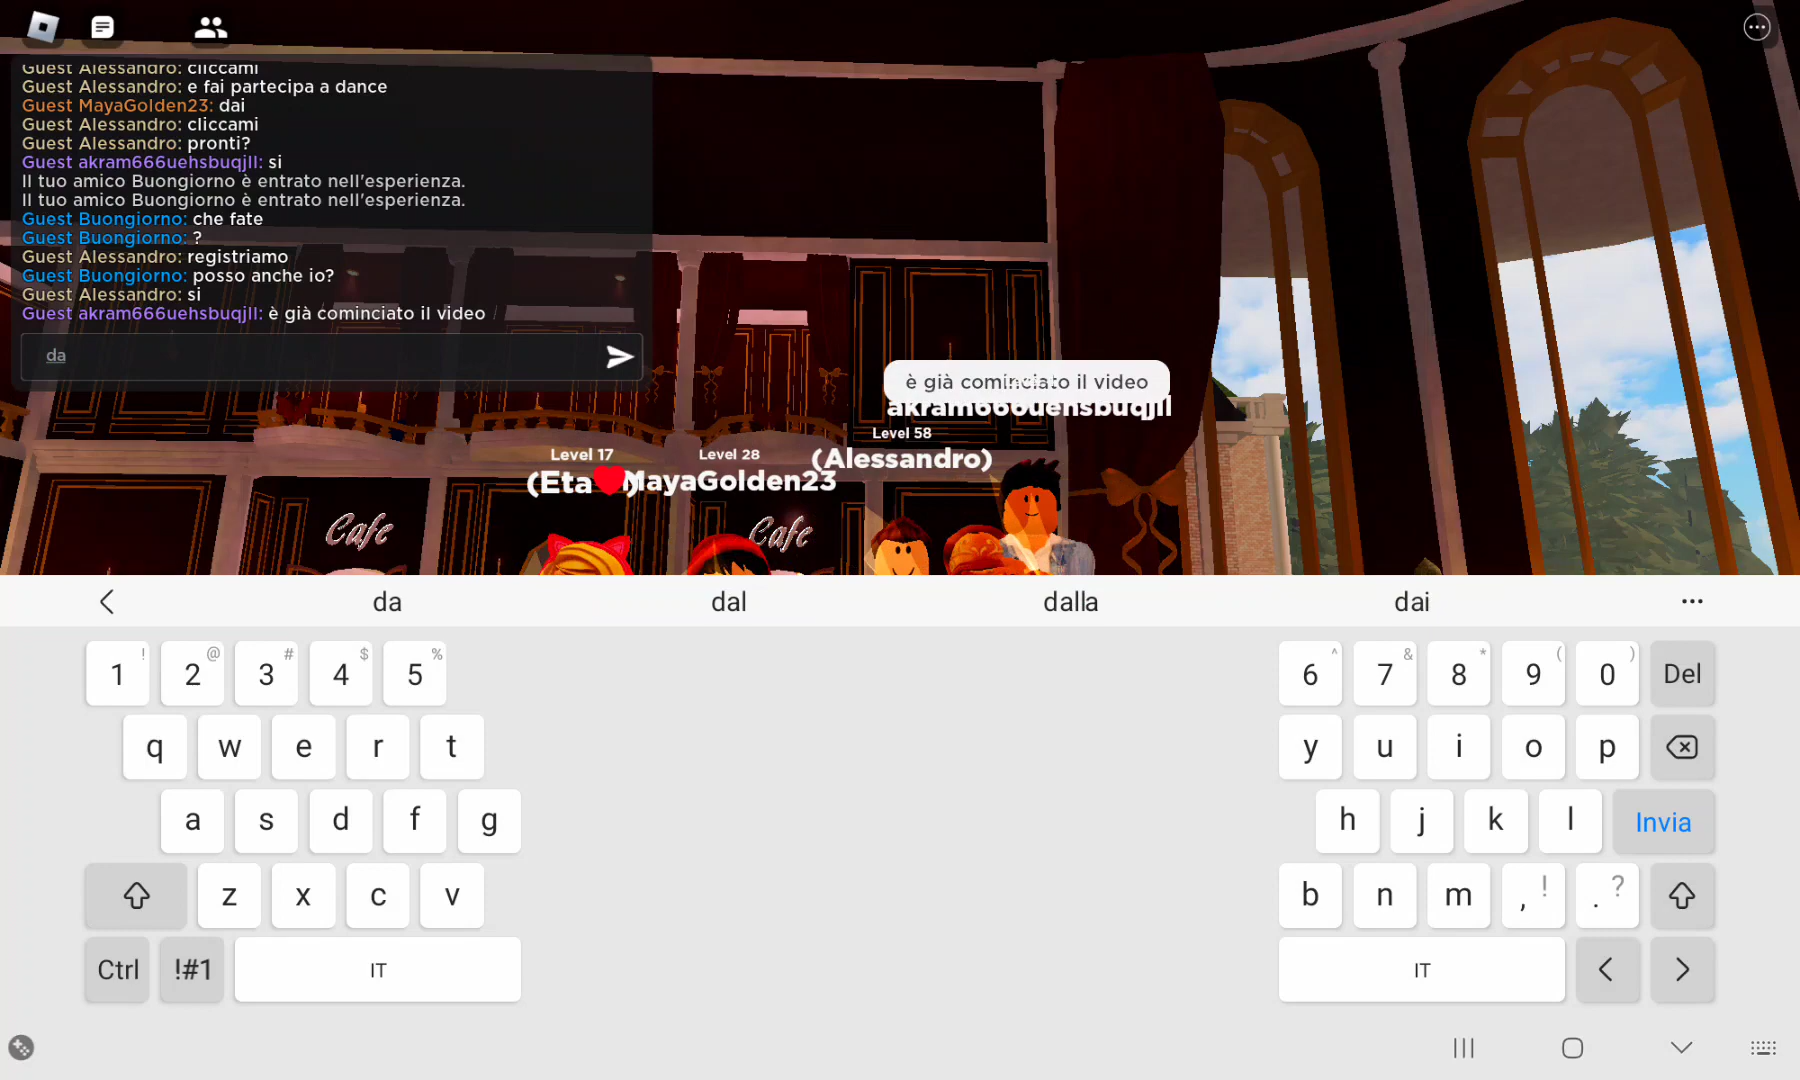 Guest Alessandro: cliccami
Guest Alessandro: e fai partecipa a dance
Guest MayaGolden23: dai
Guest Alessandro: cliccami
Guest Alessandro: pronti?
Guest akram666uehsbuqjll: si
Il tuo amico Buongiorno è entrato nell'esperienza.
Il tuo amico Buongiorno è entrato nell'esperienza.
Guest Buongiorno: che fate
Guest Buongiorno: ?
Guest Alessandro: registriamo
Guest Buongiorno: posso anche io?
Guest Alessandro: si
Guest akram666uehsbuqjll: è già cominciato il video
da
è già cominciato il video
akram666uehsbuqjll
Level 58
(Alessandro)
Level 17
(Eta❤)
Level 28
MayaGolden23
Cafe
Cafe
da dal dalla dai ...
1 ! 2 @ 3 # 4 $ 5 % 6 ^ 7 & 8 * 9 ( 0 ) Del
q w e r t y u i o p
a s d f g h j k l Invia
z x c v b n m , ! . ?
Ctrl !#1 IT IT < >